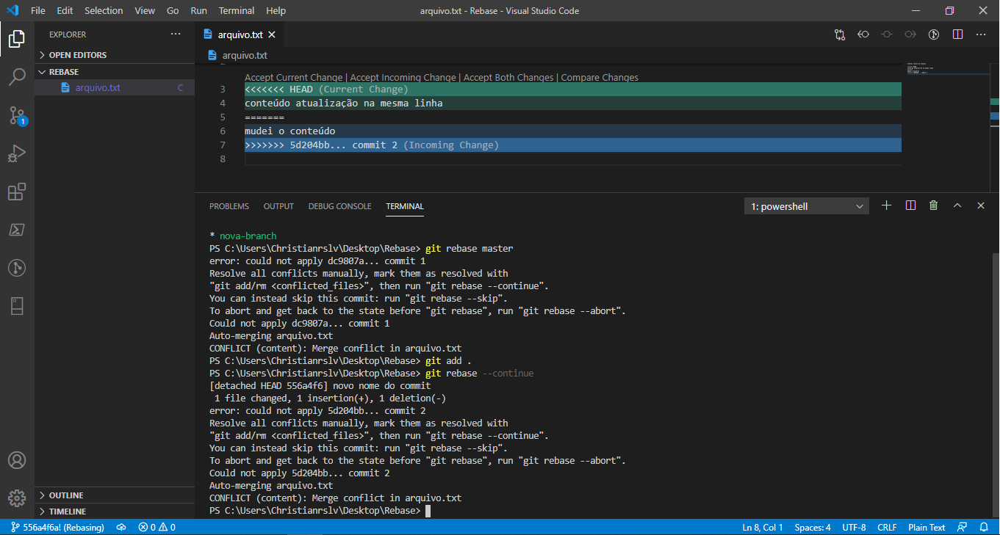 File Edit Selection View Go Run Terminal Help arquivo.txt - Rebase - Visual Studio Code
EXPLORER
OPEN EDITORS
REBASE
arquivo.txt C
1
OUTLINE
TIMELINE
arquivo.txt
arquivo.txt
Accept Current Change | Accept Incoming Change | Accept Both Changes | Compare Changes
3 <<<<<<< HEAD (Current Change)
4 conteúdo atualização na mesma linha
5 =======
6 mudei o conteúdo
7 >>>>>>> 5d204bb... commit 2 (Incoming Change)
8
PROBLEMS OUTPUT DEBUG CONSOLE TERMINAL 1: powershell
* nova-branch
PS C:\Users\Christianrslv\Desktop\Rebase> git rebase master
error: could not apply dc9807a... commit 1
Resolve all conflicts manually, mark them as resolved with
"git add/rm <conflicted_files>", then run "git rebase --continue".
You can instead skip this commit: run "git rebase --skip".
To abort and get back to the state before "git rebase", run "git rebase --abort".
Could not apply dc9807a... commit 1
Auto-merging arquivo.txt
CONFLICT (content): Merge conflict in arquivo.txt
PS C:\Users\Christianrslv\Desktop\Rebase> git add .
PS C:\Users\Christianrslv\Desktop\Rebase> git rebase --continue
[detached HEAD 556a4f6] novo nome do commit
1 file changed, 1 insertion(+), 1 deletion(-)
error: could not apply 5d204bb... commit 2
Resolve all conflicts manually, mark them as resolved with
"git add/rm <conflicted_files>", then run "git rebase --continue".
You can instead skip this commit: run "git rebase --skip".
To abort and get back to the state before "git rebase", run "git rebase --abort".
Could not apply 5d204bb... commit 2
Auto-merging arquivo.txt
CONFLICT (content): Merge conflict in arquivo.txt
PS C:\Users\Christianrslv\Desktop\Rebase>
556a4f6a! (Rebasing) 0 0 Ln 8, Col 1 Spaces: 4 UTF-8 CRLF Plain Text